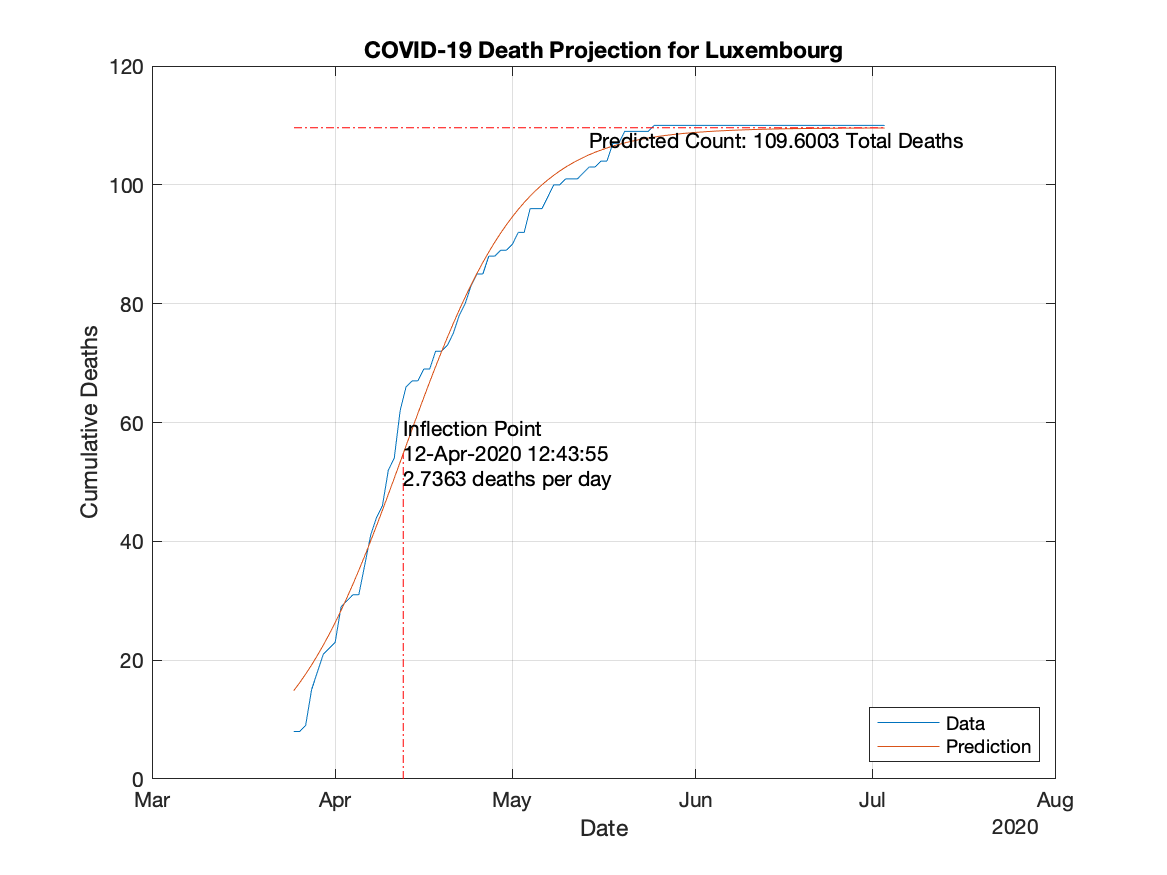 COVID-19 Death Projection for Luxembourg
120
100
80
60
40
20
0
Cumulative Deaths
Predicted Count: 109.6003 Total Deaths
Inflection Point
12-Apr-2020 12:43:55
2.7363 deaths per day
Data
Prediction
Mar Apr May Jun Jul Aug
Date
2020